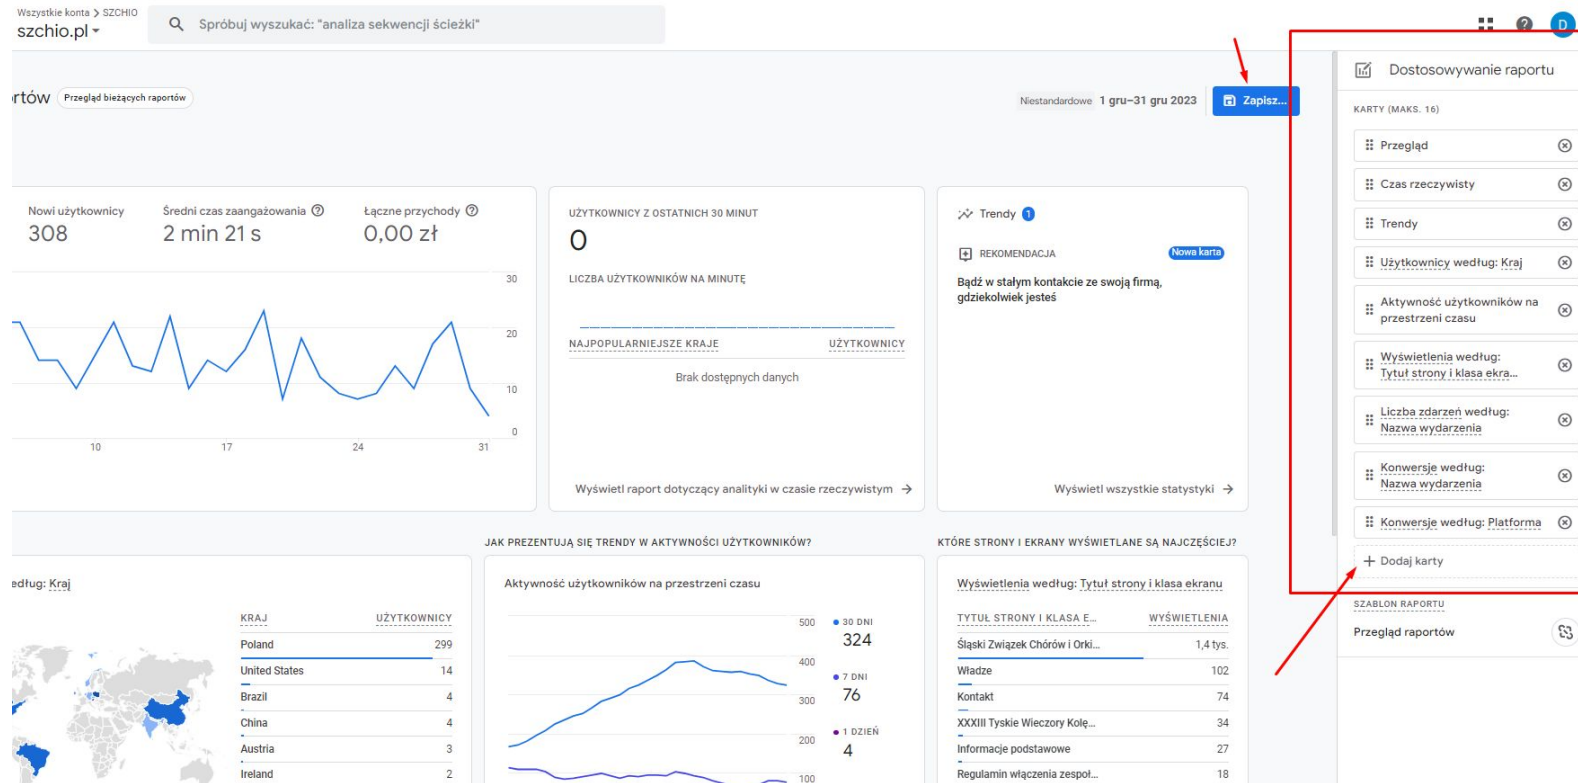 Wszystkie konta > SZCHIO
szchio.pl
Spróbuj wyszukać: "analiza sekwencji ścieżki"
D
rtów
Przegląd bieżących raportów
Niestandardowe 1 gru–31 gru 2023
Zapisz...
Nowi użytkownicy
308
Średni czas zaangażowania
2 min 21 s
Łączne przychody
0,00 zł
30
20
10
0
10 17 24 31
UŻYTKOWNICY Z OSTATNICH 30 MINUT
0
LICZBA UŻYTKOWNIKÓW NA MINUTĘ
NAJPOPULARNIEJSZE KRAJE UŻYTKOWNICY
Brak dostępnych danych
Wyświetl raport dotyczący analityki w czasie rzeczywistym →
Trendy 1
REKOMENDACJA Nowa karta
Bądź w stałym kontakcie ze swoją firmą,
gdziekolwiek jesteś
Wyświetl wszystkie statystyki →
edług: Kraj
KRAJ UŻYTKOWNICY
Poland 299
United States 14
Brazil 4
China 4
Austria 3
Ireland 2
JAK PREZENTUJĄ SIĘ TRENDY W AKTYWNOŚCI UŻYTKOWNIKÓW?
Aktywność użytkowników na przestrzeni czasu
500
400
300
200
100
30 DNI
324
7 DNI
76
1 DZIEŃ
4
KTÓRE STRONY I EKRANY WYŚWIETLANE SĄ NAJCZĘŚCIEJ?
Wyświetlenia według: Tytuł strony i klasa ekranu
TYTUŁ STRONY I KLASA E... WYŚWIETLENIA
Śląski Związek Chórów i Orki... 1,4 tys.
Władze 102
Kontakt 74
XXXIII Tyskie Wieczory Kolę... 34
Informacje podstawowe 27
Regulamin włączenia zespoł... 18
Dostosowywanie raportu
KARTY (MAKS. 16)
Przegląd
Czas rzeczywisty
Trendy
Użytkownicy według: Kraj
Aktywność użytkowników na
przestrzeni czasu
Wyświetlenia według:
Tytuł strony i klasa ekra...
Liczba zdarzeń według:
Nazwa wydarzenia
Konwersje według:
Nazwa wydarzenia
Konwersje według: Platforma
+ Dodaj karty
SZABLON RAPORTU
Przegląd raportów